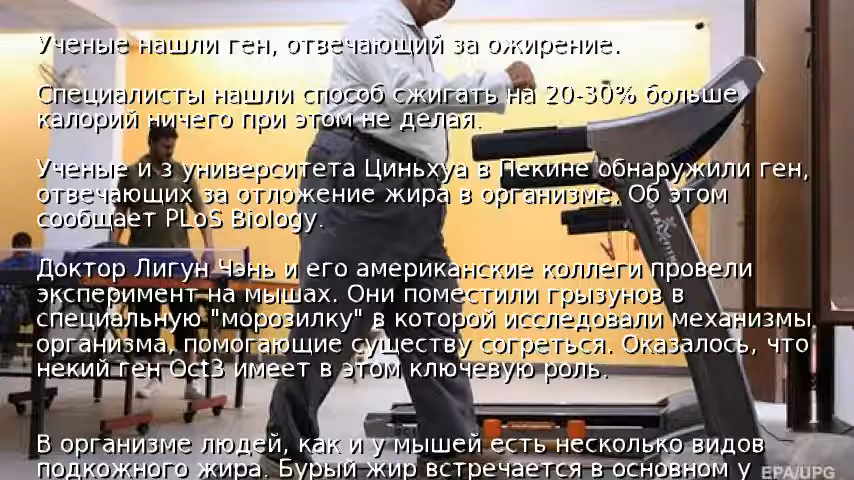 Ученые нашли ген, отвечающий за ожирение.
Специалисты нашли способ сжигать на 20-30% больше
калорий ничего при этом не делая.
Ученые и з университета Циньхуа в Пекине обнаружили ген,
отвечающих за отложение жира в организме. Об этом
сообщает PLoS Biology.
Доктор Лигун Чэнь и его американские коллеги провели
эксперимент на мышах. Они поместили грызунов в
специальную "морозилку" в которой исследовали механизмы
организма, помогающие существу согреться. Оказалось, что
некий ген Oct3 имеет в этом ключевую роль.
В организме людей, как и у мышей есть несколько видов
подкожного жира. Бурый жир встречается в основном у
EPA/UPG